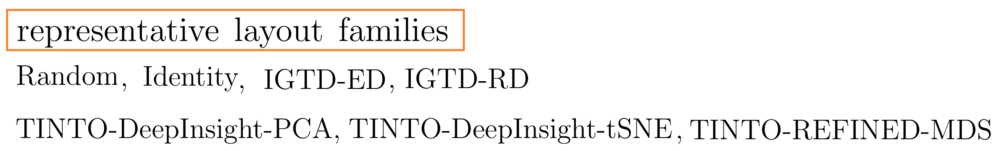 representative layout families
Random, Identity, IGTD-ED, IGTD-RD
TINTO-DeepInsight-PCA, TINTO-DeepInsight-tSNE, TINTO-REFINED-MDS